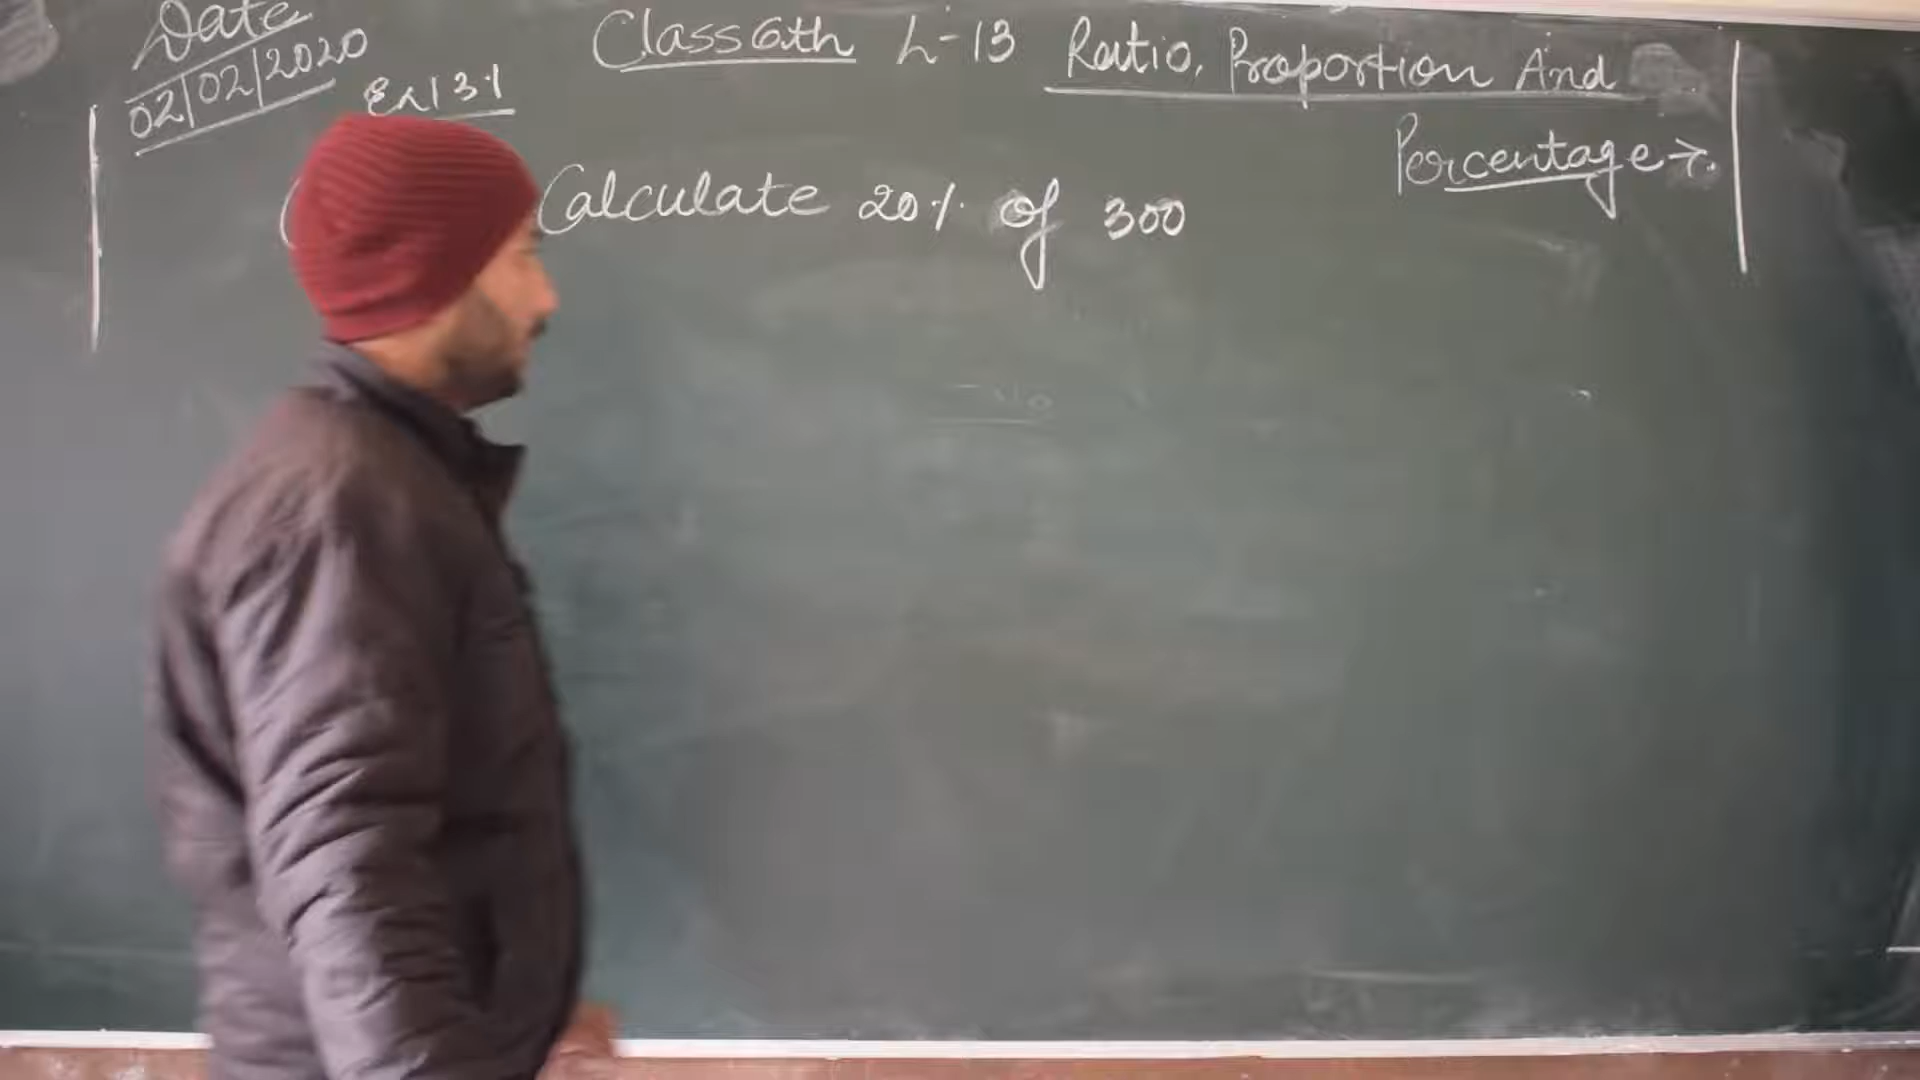 Date
02/02/2020
Class 6th L-13 Ratio, Proportion And
Percentage
Ex 13.1
Calculate 20% of 300